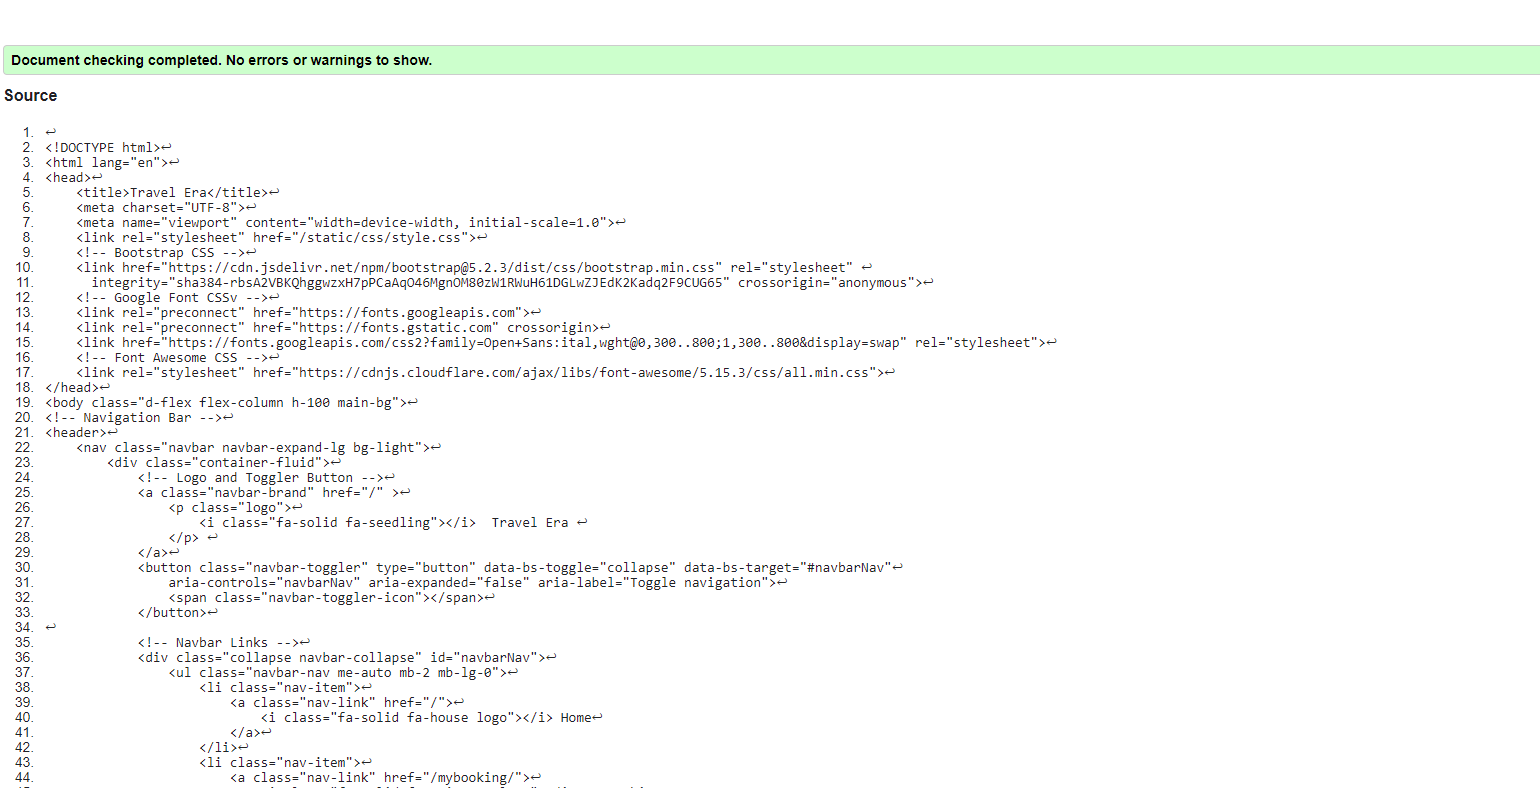 Document checking completed. No errors or warnings to show.
Source
1. ↩
2. <!DOCTYPE html>↩
3. <html lang="en">↩
4. <head>↩
5. <title>Travel Era</title>↩
6. <meta charset="UTF-8">↩
7. <meta name="viewport" content="width=device-width, initial-scale=1.0">↩
8. <link rel="stylesheet" href="/static/css/style.css">↩
9. <!-- Bootstrap CSS -->↩
10. <link href="https://cdn.jsdelivr.net/npm/bootstrap@5.2.3/dist/css/bootstrap.min.css" rel="stylesheet" ↩
11. integrity="sha384-rbsA2VBKQhggwzxH7pPCaAqO46MgnOM80zW1RWuH61DGLwZJEdK2Kadq2F9CUG65" crossorigin="anonymous">↩
12. <!-- Google Font CSSv -->↩
13. <link rel="preconnect" href="https://fonts.googleapis.com">↩
14. <link rel="preconnect" href="https://fonts.gstatic.com" crossorigin>↩
15. <link href="https://fonts.googleapis.com/css2?family=Open+Sans:ital,wght@0,300..800;1,300..800&display=swap" rel="stylesheet">↩
16. <!-- Font Awesome CSS -->↩
17. <link rel="stylesheet" href="https://cdnjs.cloudflare.com/ajax/libs/font-awesome/5.15.3/css/all.min.css">↩
18. </head>↩
19. <body class="d-flex flex-column h-100 main-bg">↩
20. <!-- Navigation Bar -->↩
21. <header>↩
22. <nav class="navbar navbar-expand-lg bg-light">↩
23. <div class="container-fluid">↩
24. <!-- Logo and Toggler Button -->↩
25. <a class="navbar-brand" href="/" >↩
26. <p class="logo">↩
27. <i class="fa-solid fa-seedling"></i>  Travel Era ↩
28. </p> ↩
29. </a>↩
30. <button class="navbar-toggler" type="button" data-bs-toggle="collapse" data-bs-target="#navbarNav"↩
31. aria-controls="navbarNav" aria-expanded="false" aria-label="Toggle navigation">↩
32. <span class="navbar-toggler-icon"></span>↩
33. </button>↩
34. ↩
35. <!-- Navbar Links -->↩
36. <div class="collapse navbar-collapse" id="navbarNav">↩
37. <ul class="navbar-nav me-auto mb-2 mb-lg-0">↩
38. <li class="nav-item">↩
39. <a class="nav-link" href="/">↩
40. <i class="fa-solid fa-house logo"></i> Home↩
41. </a>↩
42. </li>↩
43. <li class="nav-item">↩
44. <a class="nav-link" href="/mybooking/">↩